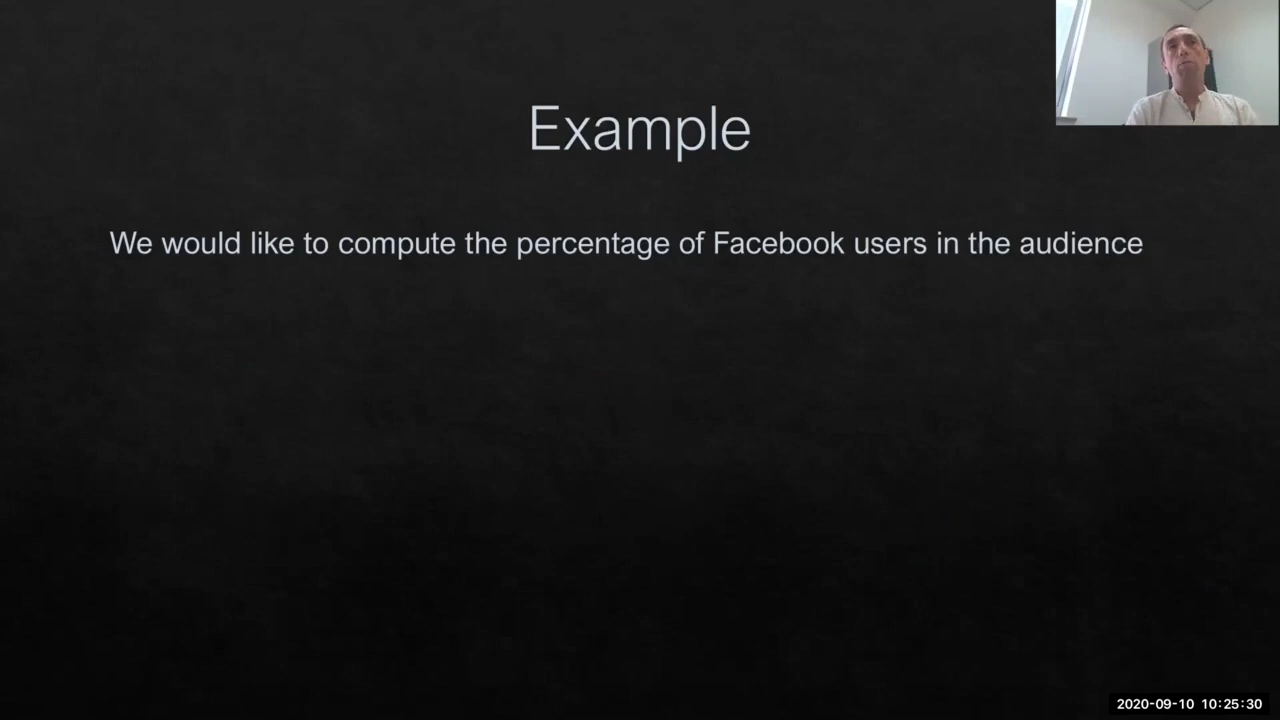 Example
We would like to compute the percentage of Facebook users in the audience
2020-09-10 10:25:30